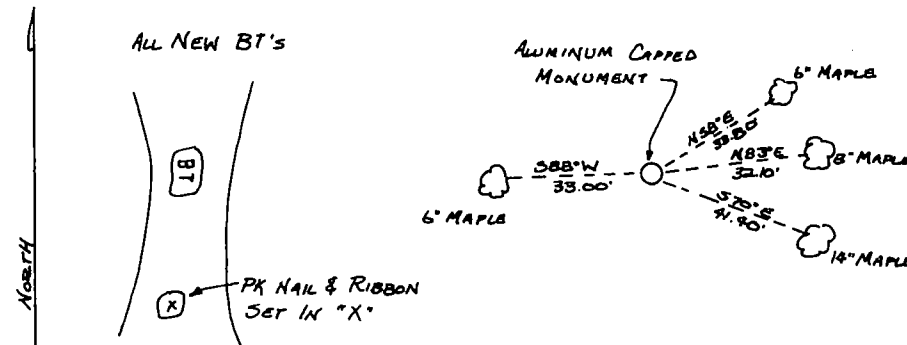 ALL NEW BT's
BT
X
PK NAIL & RIBBON
SET IN "X"
NORTH
ALUMINUM CAPPED
MONUMENT
6" MAPLE
N58°E
33.80'
N83°E
32.10'
8" MAPLE
S88°W
33.00'
6" MAPLE
S70°E
41.40'
14" MAPLE